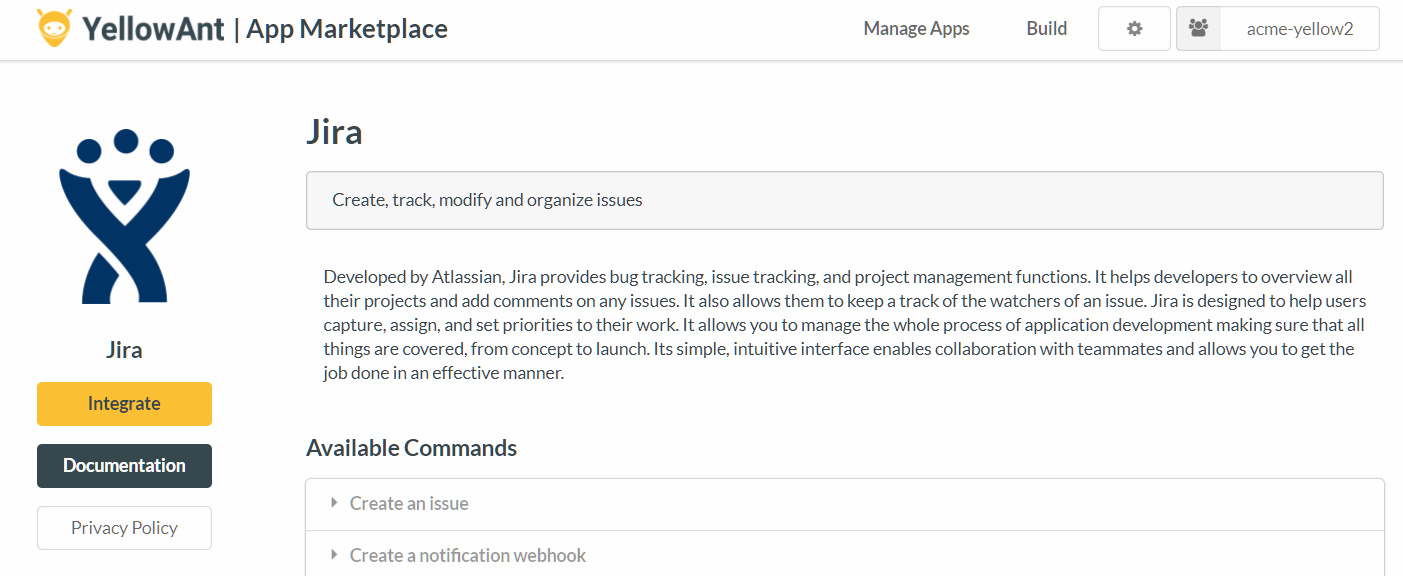 YellowAnt | App Marketplace
Manage Apps
Build
acme-yellow2
Jira
Integrate
Documentation
Privacy Policy
Jira
Create, track, modify and organize issues
Developed by Atlassian, Jira provides bug tracking, issue tracking, and project management functions. It helps developers to overview all
their projects and add comments on any issues. It also allows them to keep a track of the watchers of an issue. Jira is designed to help users
capture, assign, and set priorities to their work. It allows you to manage the whole process of application development making sure that all
things are covered, from concept to launch. Its simple, intuitive interface enables collaboration with teammates and allows you to get the
job done in an effective manner.
Available Commands
Create an issue
Create a notification webhook